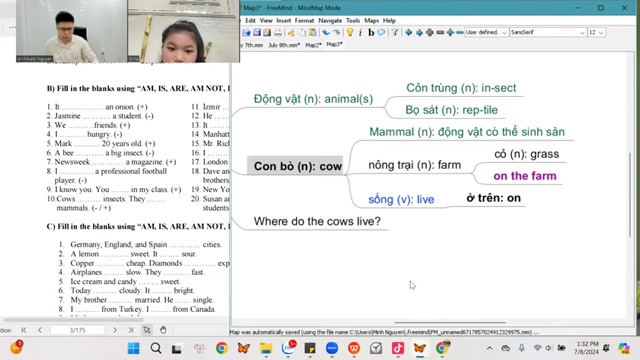 Map3* - FreeMind - MindMap Mode
Insert Format Navigate Tools Maps Help
User defined. SansSerif 12
y 7th.mm July 8th.mm* Map2* Map3*
B) Fill in the blanks using "AM, IS, ARE, AM NOT, I
1. It ………… an onion. (+)
2. Jasmine ………… a student. (-)
3. We ……… friends. (+)
4. I ……… hungry. (-)
5. Mark ……… 20 years old. (+)
6. A bee ………… a big insect. (-)
7. Newsweek ………… a magazine. (+)
8. I ………… a professional football
player. (-)
9. I know you. You …… in my class. (+)
10. Cows ……… insects. They ……
mammals. (- / +)
11. Izmir
12. He
13. It
14. Manhatt
15. Mr. Rich
16. I
17. London
18. Dave an
brothers.
19. New Yo
20. Susan a
students
C) Fill in the blanks using "AM, IS, ARE, AM NOT, I
1. Germany, England, and Spain ………… cities.
2. A lemon ……… sweet. It …… sour.
3. Copper ……… cheap. Diamonds ……… exp
4. Airplanes …… slow. They ……… fast.
5. Ice cream and candy …… sweet.
6. Today ……… cloudy. It …… bright.
7. My brother …… married. He …… single.
8. I …… from Turkey. I …… from Canada.
Động vật (n): animal(s)
Côn trùng (n): in-sect
Bọ sát (n): rep-tile
Con bò (n): cow
Mammal (n): động vật có thể sinh sản
nông trại (n): farm
cỏ (n): grass
on the farm
sống (v): live
ở trên: on
Where do the cows live?
3/175
Map was automatically saved (using the file name C:\Users\Minh Nguyen\.freemind\FM_unnamed6717857024912329975.mm)
1:32 PM
7/8/2024